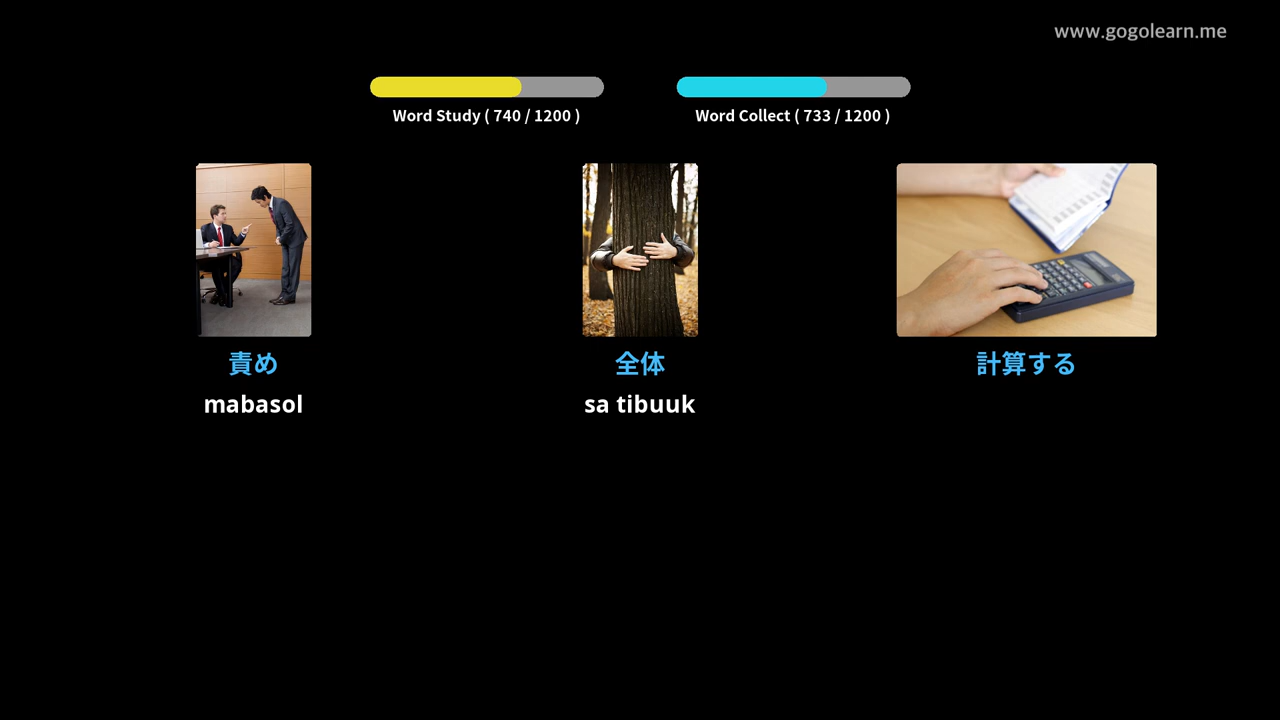 www.gogolearn.me
Word Study ( 740 / 1200 )
Word Collect ( 733 / 1200 )
責め
全体
計算する
mabasol
sa tibuuk